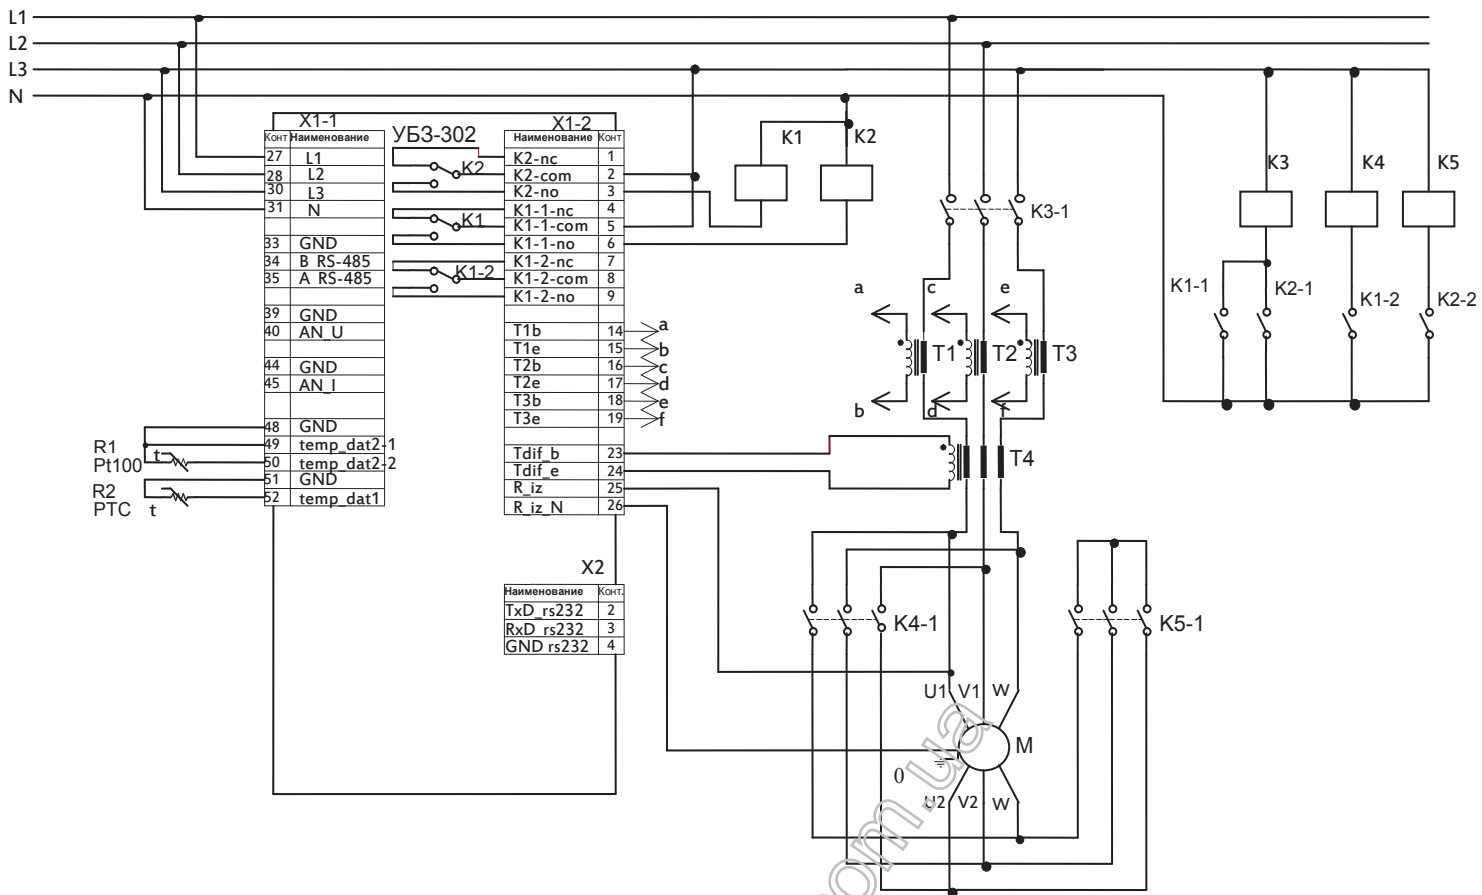 L1
L2
L3
N
X1-1
Конт Наименование
27 L1
28 L2
30 L3
31 N
33 GND
34 B RS-485
35 A RS-485
39 GND
40 AN_U
44 GND
45 AN_I
48 GND
49 temp_dat2-1
50 temp_dat2-2
51 GND
52 temp_dat1
R1
Pt100
t
R2
PTC
t
УБЗ-302
K2
K1
K1-2
X1-2
Наименование Конт
K2-nc 1
K2-com 2
K2-no 3
K1-1-nc 4
K1-1-com 5
K1-1-no 6
K1-2-nc 7
K1-2-com 8
K1-2-no 9
T1b 14 a
T1e 15 b
T2b 16 c
T2e 17 d
T3b 18 e
T3e 19 f
Tdif_b 23
Tdif_e 24
R_iz 25
R_iz_N 26
X2
Наименование Конт.
TxD_rs232 2
RxD_rs232 3
GND rs232 4
K1 K2
K3 K4 K5
K3-1
K1-1 K2-1 K1-2 K2-2
a c e
T1 T2 T3
b d f
T4
K4-1 K5-1
U1 V1 W
M
0
U2 V2 W
com.ua